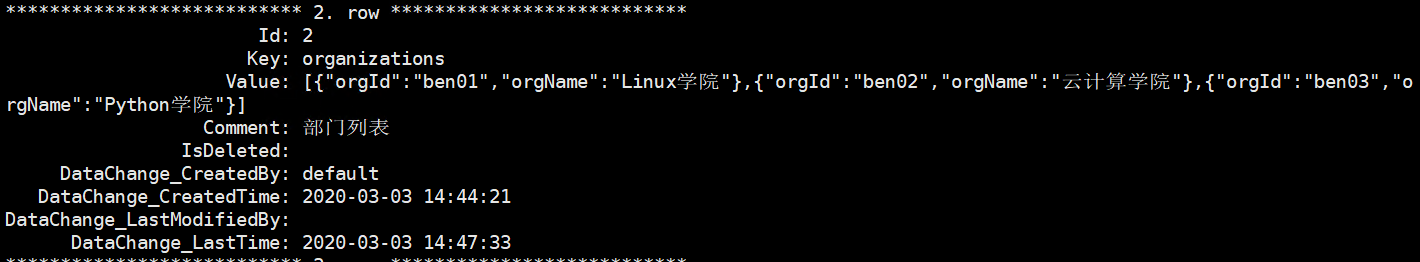 *************************** 2. row ***************************
Id: 2
Key: organizations
Value: [{"orgId":"ben01","orgName":"Linux学院"},{"orgId":"ben02","orgName":"云计算学院"},{"orgId":"ben03","o
rgName":"Python学院"}]
Comment: 部门列表
IsDeleted:
DataChange_CreatedBy: default
DataChange_CreatedTime: 2020-03-03 14:44:21
DataChange_LastModifiedBy:
DataChange_LastTime: 2020-03-03 14:47:33